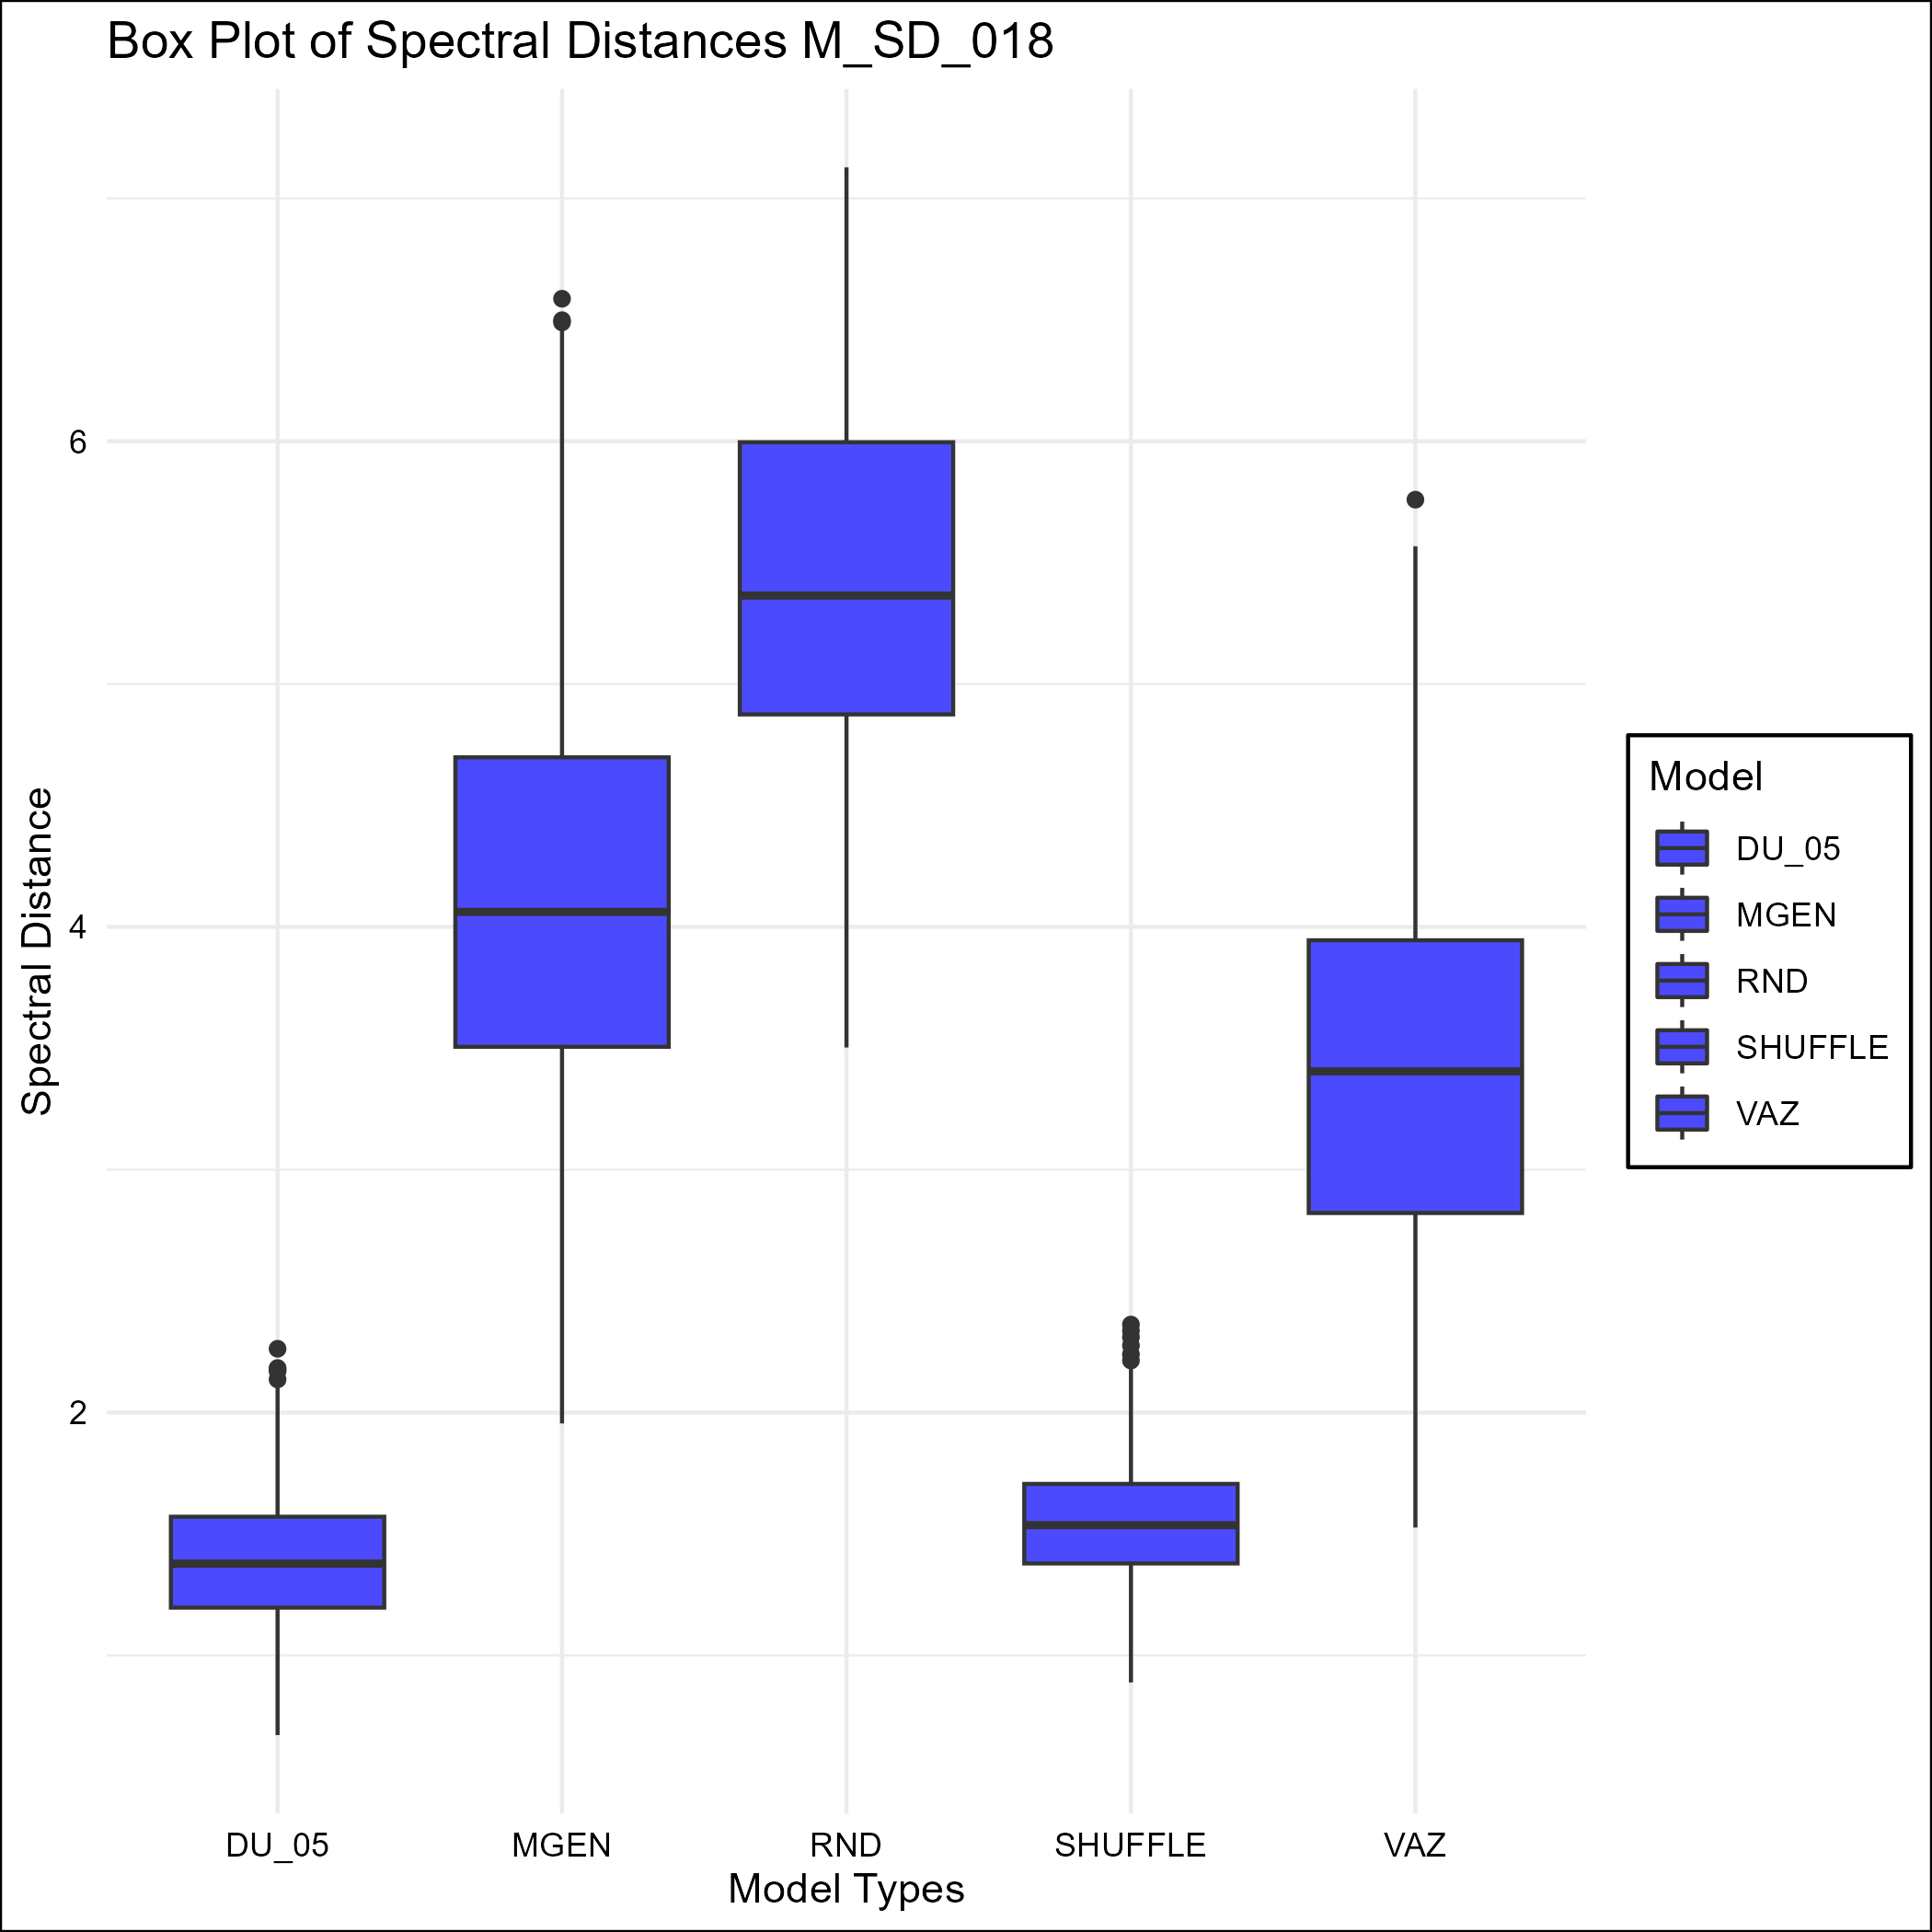 Box Plot of Spectral Distances M_SD_018
Spectral Distance
6
4
2
DU_05
MGEN
RND
SHUFFLE
VAZ
Model Types
Model
DU_05
MGEN
RND
SHUFFLE
VAZ